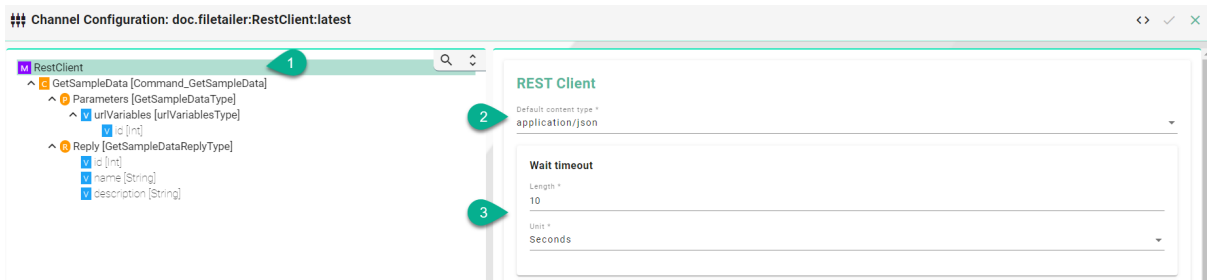 Channel Configuration: doc.filetailer:RestClient:latest
M RestClient
1
C GetSampleData [Command_GetSampleData]
P Parameters [GetSampleDataType]
V urlVariables [urlVariablesType]
V id [Int]
R Reply [GetSampleDataReplyType]
V id [Int]
V name [String]
V description [String]
REST Client
Default content type *
2
application/json
Wait timeout
Length *
10
3
Unit *
Seconds